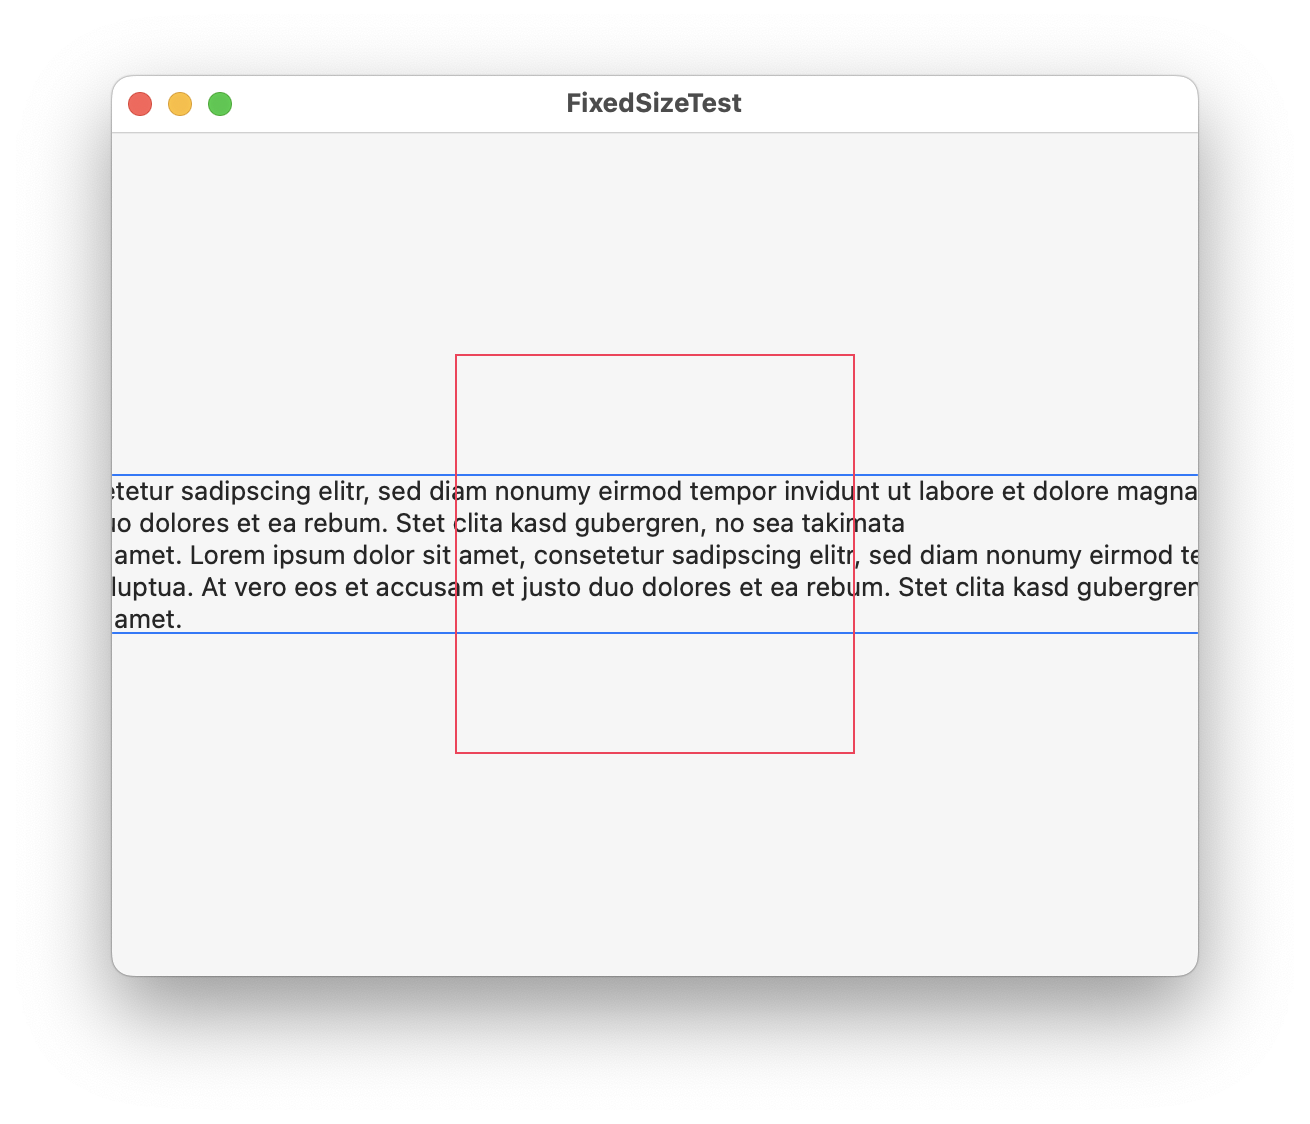 FixedSizeTest
etetur sadipscing elitr, sed diam nonumy eirmod tempor invidunt ut labore et dolore magna
uo dolores et ea rebum. Stet clita kasd gubergren, no sea takimata
amet. Lorem ipsum dolor sit amet, consetetur sadipscing elitr, sed diam nonumy eirmod te
luptua. At vero eos et accusam et justo duo dolores et ea rebum. Stet clita kasd gubergren
amet.